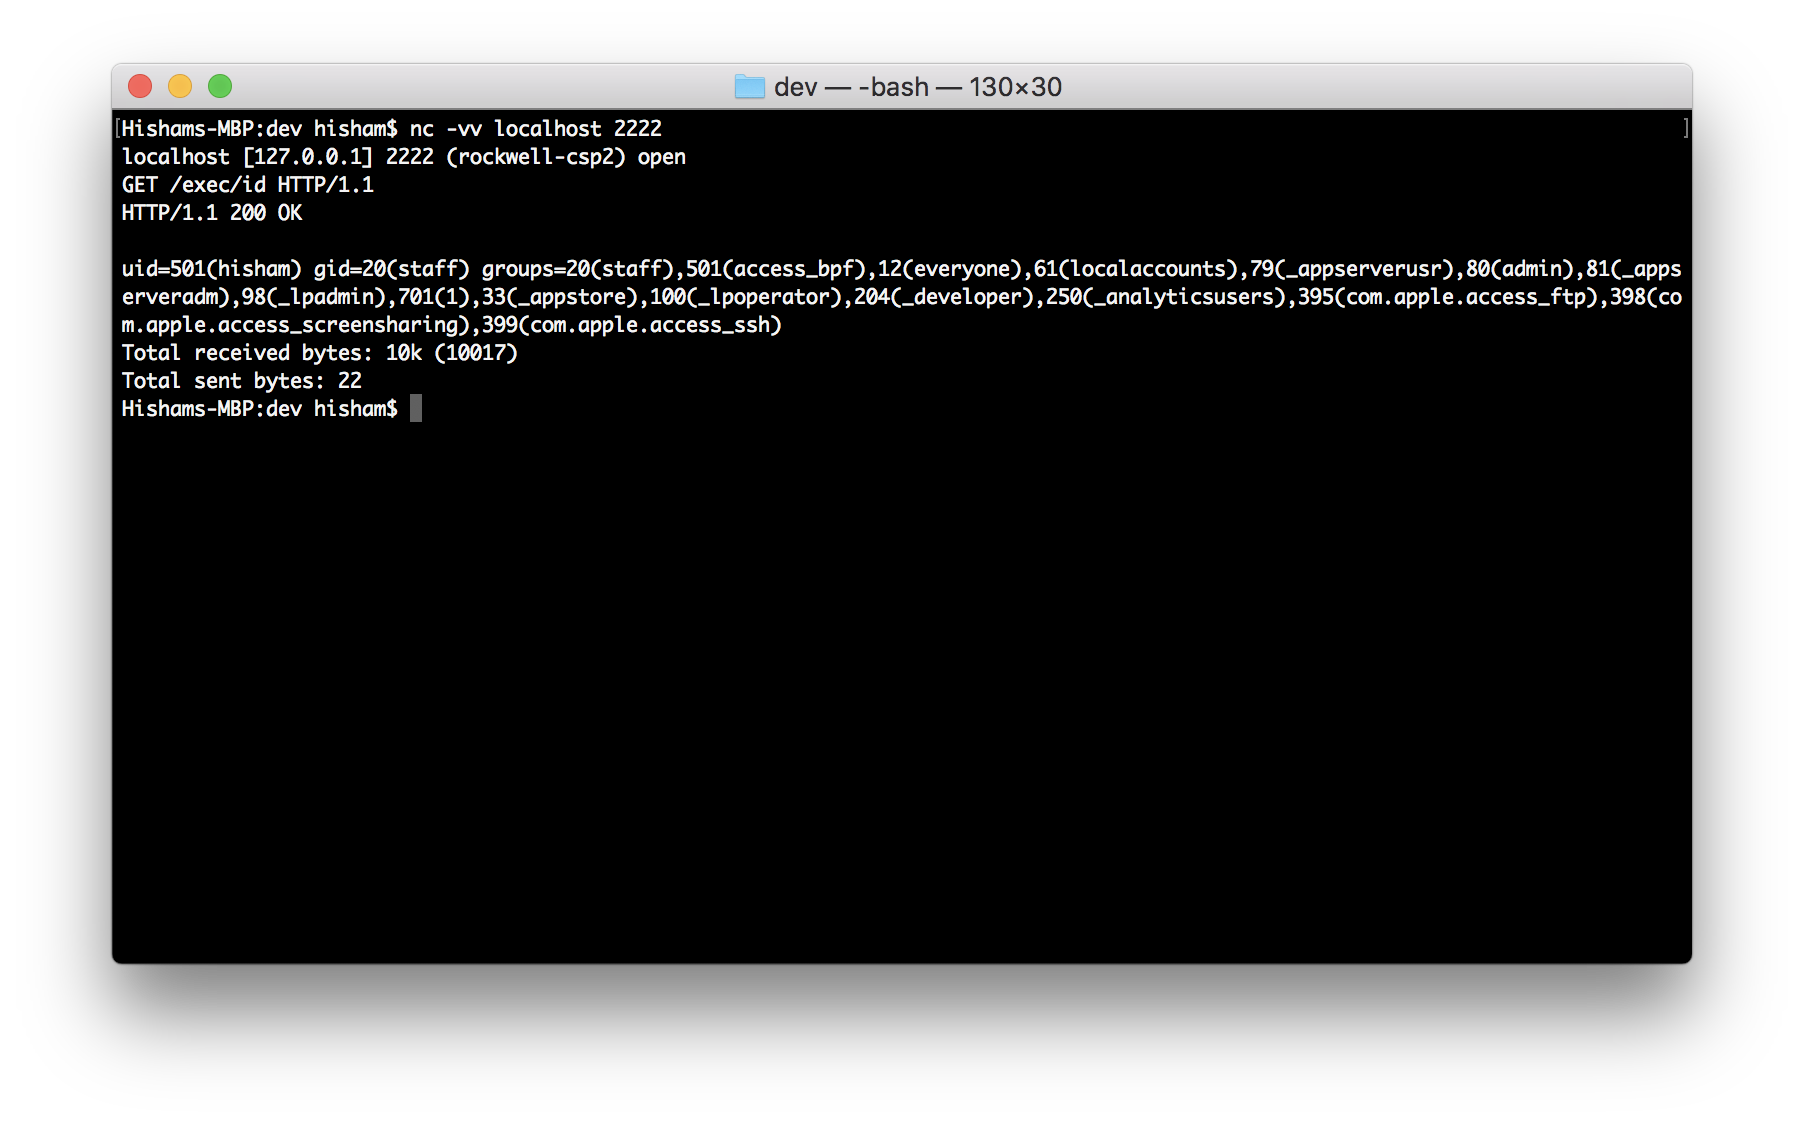 dev — -bash — 130×30
[Hishams-MBP:dev hisham$ nc -vv localhost 2222 ]
localhost [127.0.0.1] 2222 (rockwell-csp2) open
GET /exec/id HTTP/1.1
HTTP/1.1 200 OK
uid=501(hisham) gid=20(staff) groups=20(staff),501(access_bpf),12(everyone),61(localaccounts),79(_appserverusr),80(admin),81(_apps
erveradm),98(_lpadmin),701(1),33(_appstore),100(_lpoperator),204(_developer),250(_analyticsusers),395(com.apple.access_ftp),398(co
m.apple.access_screensharing),399(com.apple.access_ssh)
Total received bytes: 10k (10017)
Total sent bytes: 22
Hishams-MBP:dev hisham$